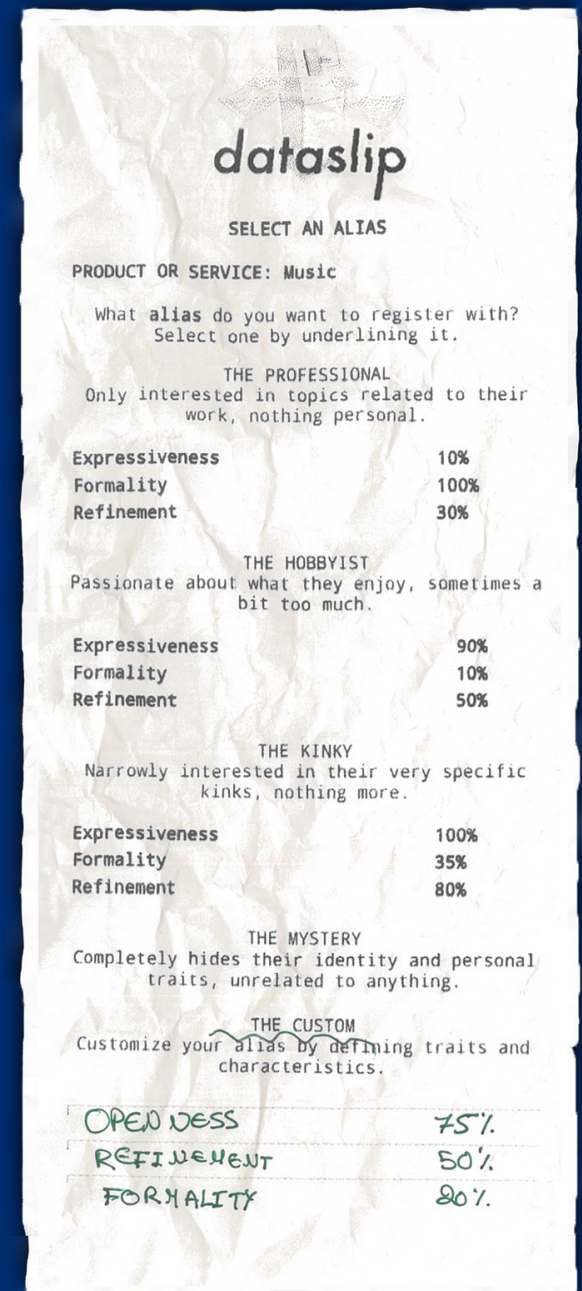 dataslip
SELECT AN ALIAS
PRODUCT OR SERVICE: Music
What alias do you want to register with?
Select one by underlining it.
THE PROFESSIONAL
Only interested in topics related to their
work, nothing personal.
Expressiveness 10%
Formality 100%
Refinement 30%
THE HOBBYIST
Passionate about what they enjoy, sometimes a
bit too much.
Expressiveness 90%
Formality 10%
Refinement 50%
THE KINKY
Narrowly interested in their very specific
kinks, nothing more.
Expressiveness 100%
Formality 35%
Refinement 80%
THE MYSTERY
Completely hides their identity and personal
traits, unrelated to anything.
THE CUSTOM
Customize your alias by defining traits and
characteristics.
OPENNESS 75%
REFINEMENT 50%
FORMALITY